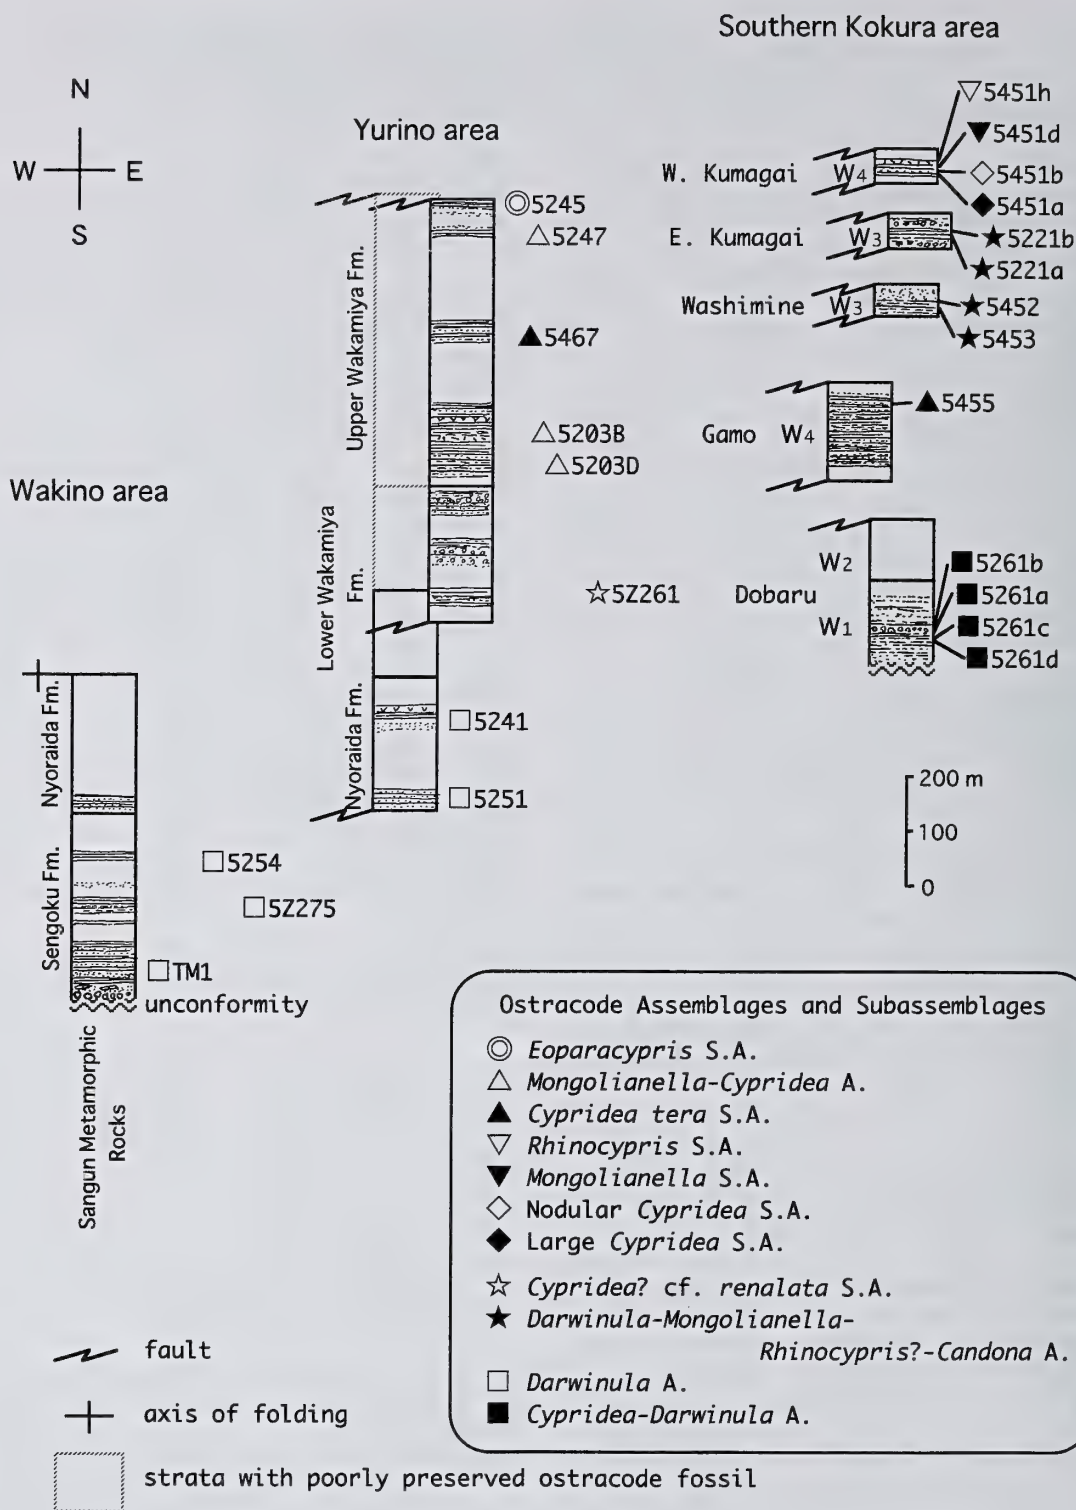 Southern Kokura area
N
W E
S
Yurino area
5451h
5451d
W. Kumagai W4 5451b
5451a
E. Kumagai W3 5221b
5221a
Washimine W3 5452
5453
Gamo W4 5455
W2
Dobaru
W1
5261b
5261a
5261c
5261d
5245
5247
5467
5203B
5203D
5Z261
5241
5251
Upper Wakamiya Fm.
Lower Wakamiya
Fm.
Nyoraida Fm.
Wakino area
Nyoraida Fm.
Sengoku Fm.
5254
5Z275
TM1
unconformity
Sangun Metamorphic
Rocks
200 m
100
0
Ostracode Assemblages and Subassemblages
Eoparacypris S.A.
Mongolianella-Cypridea A.
Cypridea tera S.A.
Rhinocypris S.A.
Mongolianella S.A.
Nodular Cypridea S.A.
Large Cypridea S.A.
Cypridea? cf. renalata S.A.
Darwinula-Mongolianella-
Rhinocypris?-Candona A.
Darwinula A.
Cypridea-Darwinula A.
fault
axis of folding
strata with poorly preserved ostracode fossil